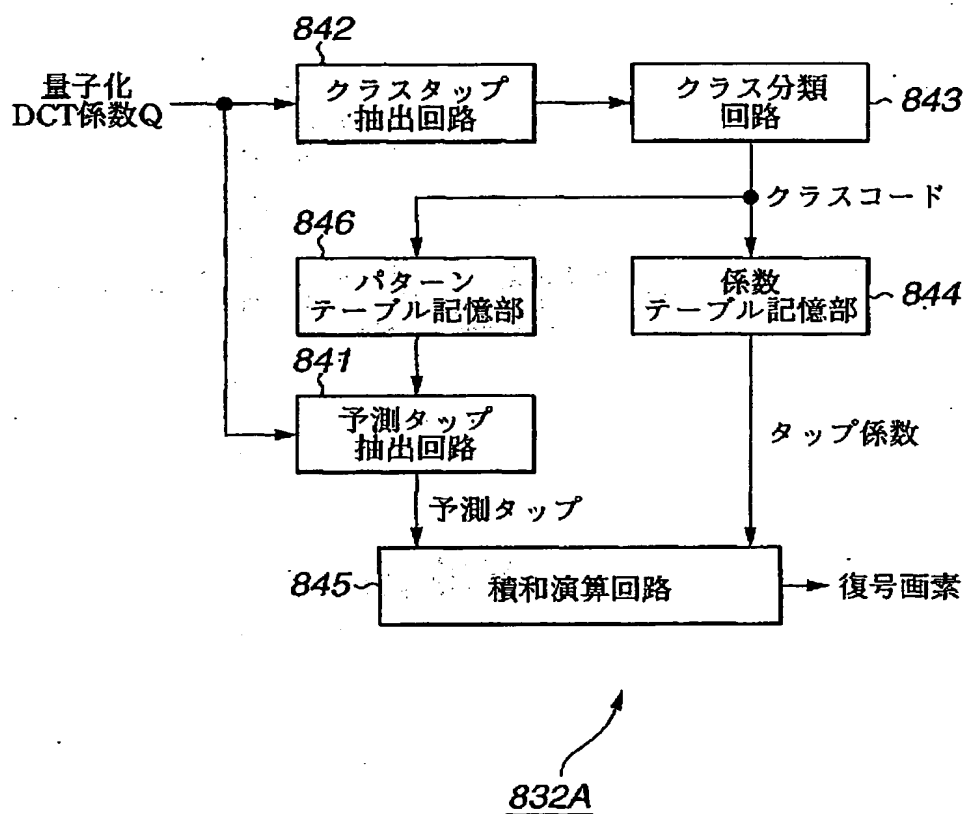 842
量子化
DCT係数Q
クラスタップ
抽出回路
クラス分類
回路
843
クラスコード
846
パターン
テーブル記憶部
係数
テーブル記憶部
844
841
予測タップ
抽出回路
タップ係数
予測タップ
845
積和演算回路
復号画素
832A